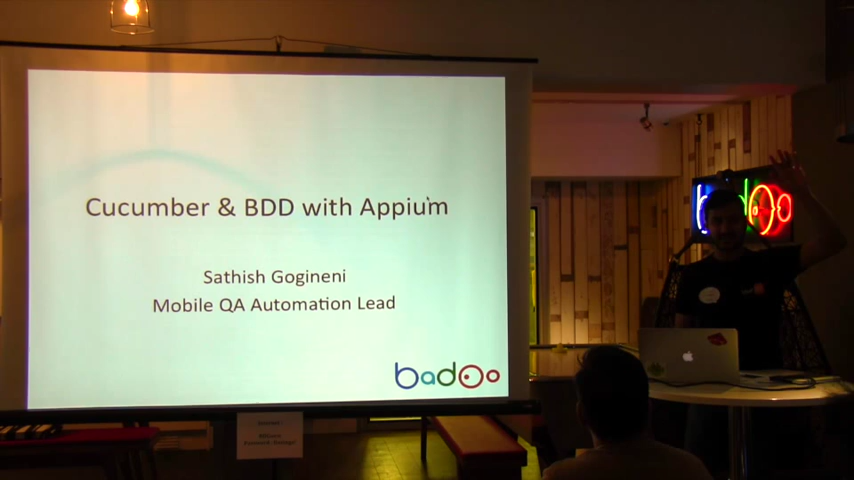 Cucumber & BDD with Appium
Sathish Gogineni
Mobile QA Automation Lead
badoo
badoo